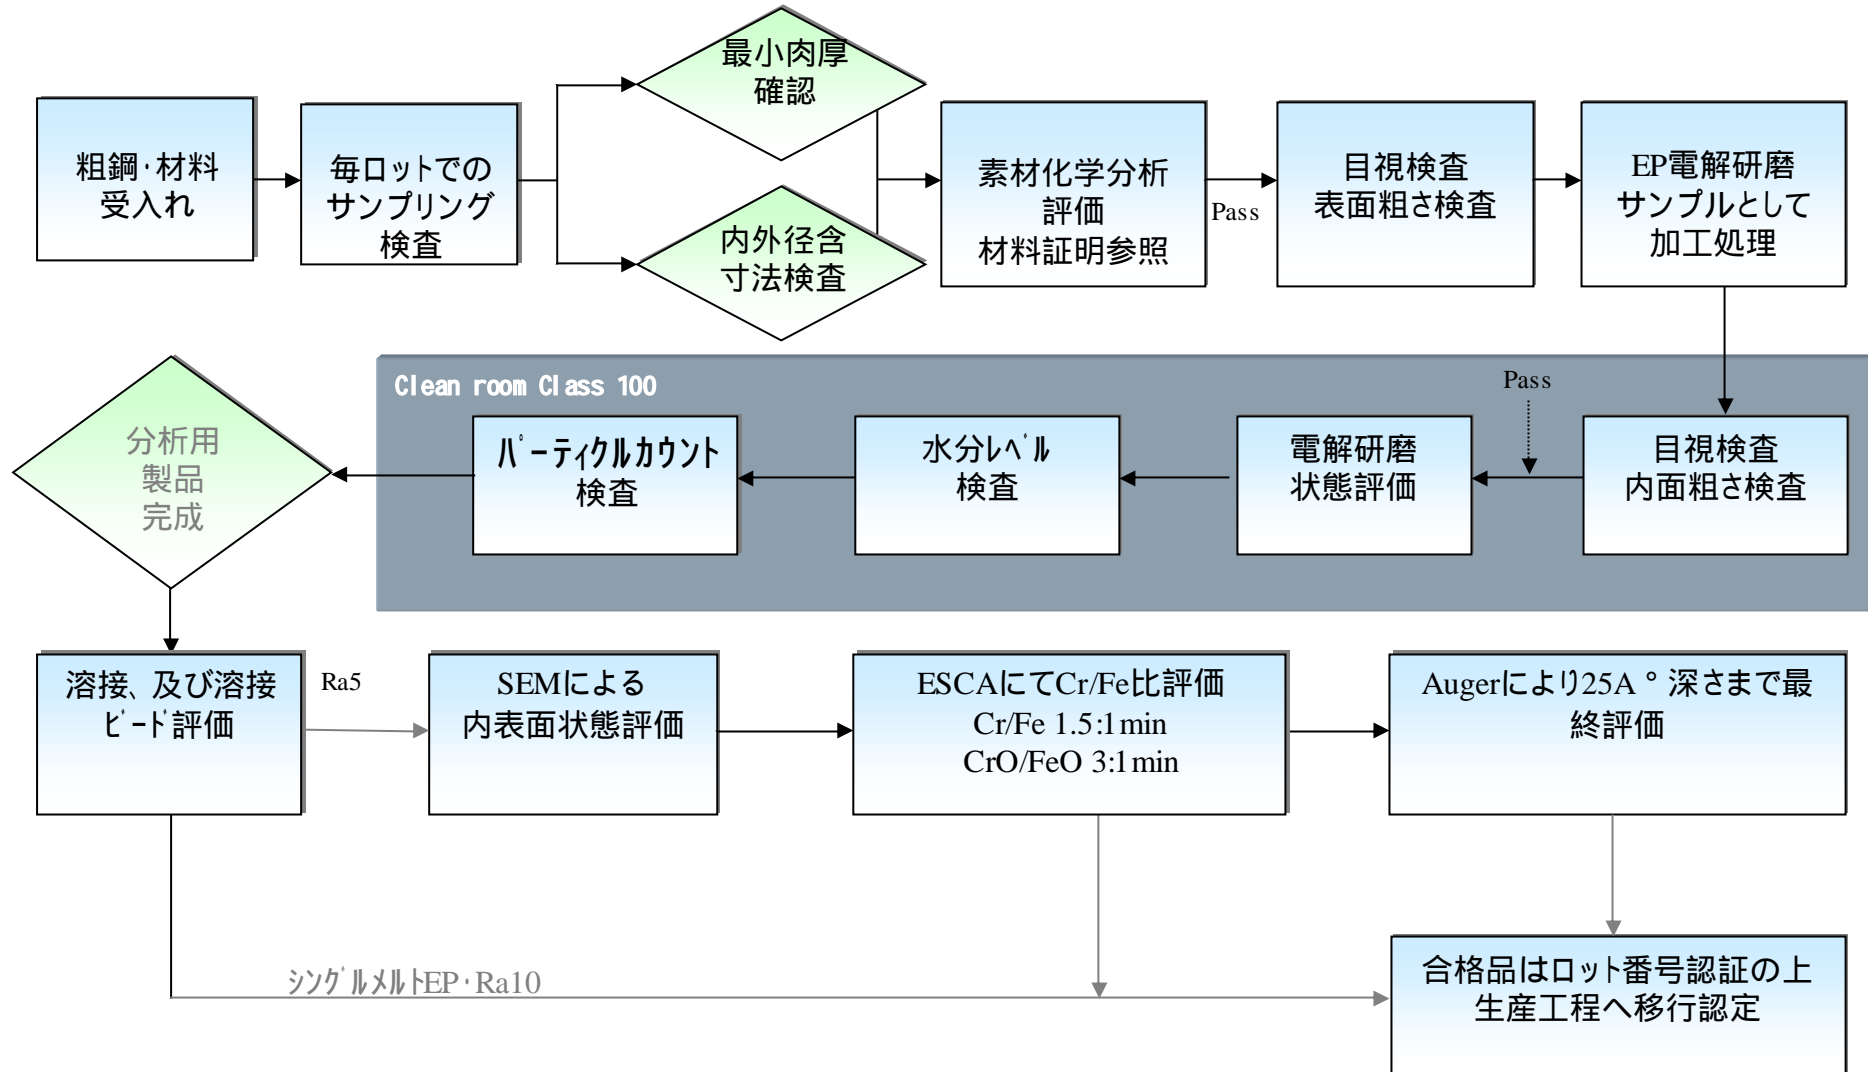 粗鋼･材料
受入れ
毎ロットでの
サンプリング
検査
最小肉厚
確認
内外径含
寸法検査
素材化学分析
評価
材料証明参照
Pass
目視検査
表面粗さ検査
EP電解研磨
サンプルとして
加工処理
Clean room Class 100
Pass
目視検査
内面粗さ検査
電解研磨
状態評価
水分ﾚﾍﾞﾙ
検査
ﾊﾟｰティクルカウント
検査
分析用
製品
完成
溶接、及び溶接
ﾋﾞｰﾄﾞ評価
Ra5
SEMによる
内表面状態評価
ESCAにてCr/Fe比評価
Cr/Fe 1.5:1min
CrO/FeO 3:1min
Augerにより25A°深さまで最
終評価
ｼﾝｸﾞﾙﾒﾙﾄEP･Ra10
合格品はロット番号認証の上
生産工程へ移行認定